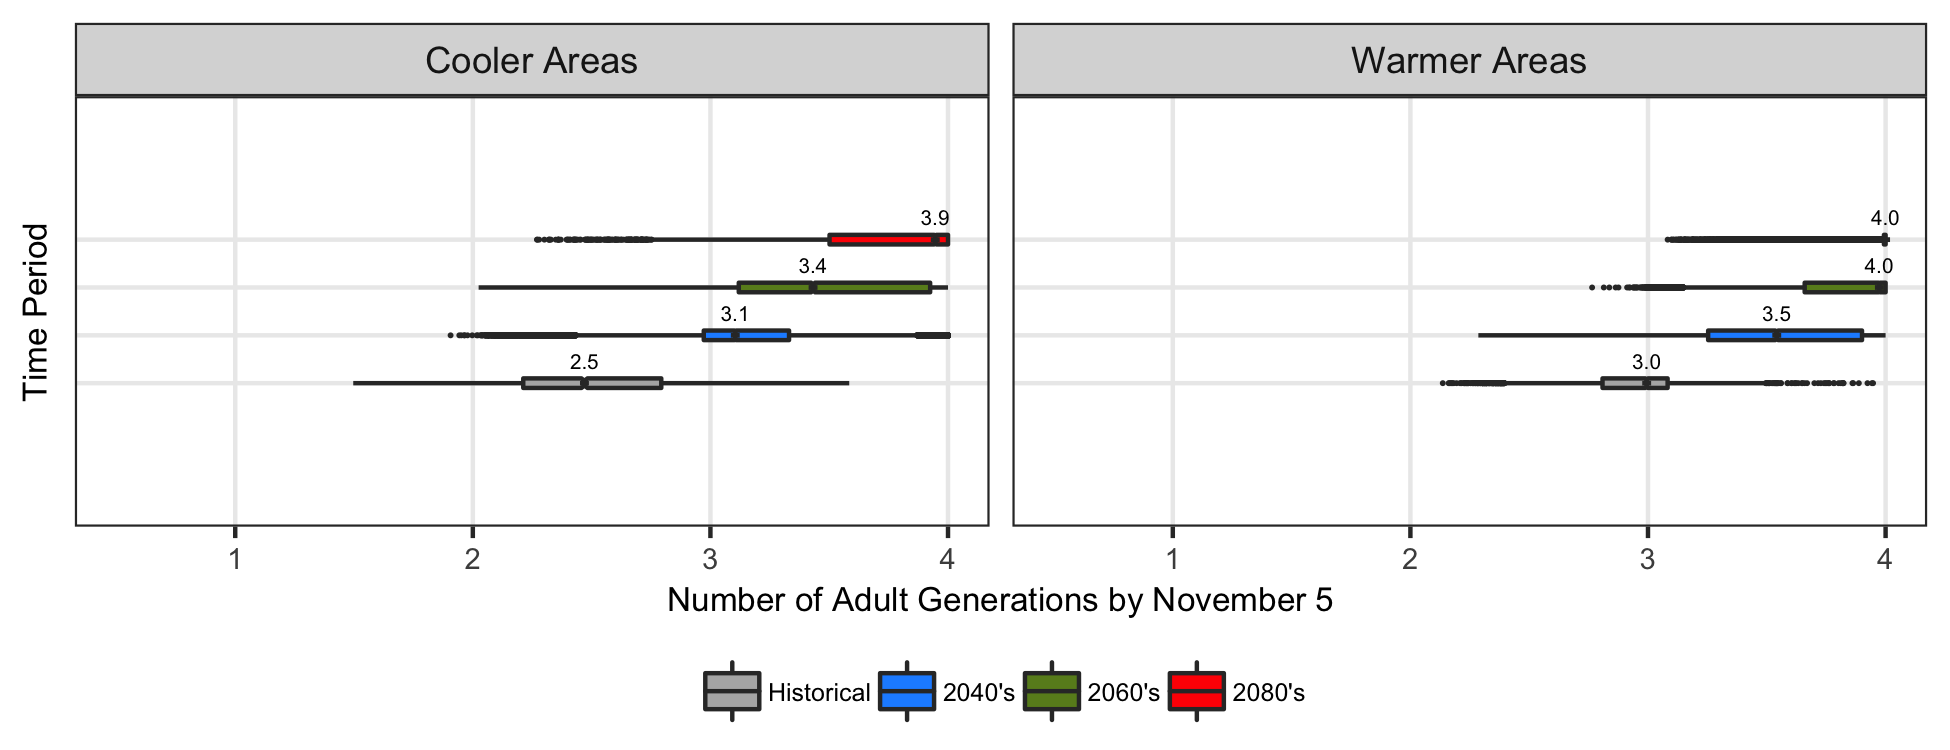 Cooler Areas
Warmer Areas
Time Period
3.9
3.4
3.1
2.5
4.0
4.0
3.5
3.0
1 2 3 4
1 2 3 4
Number of Adult Generations by November 5
Historical 2040's 2060's 2080's